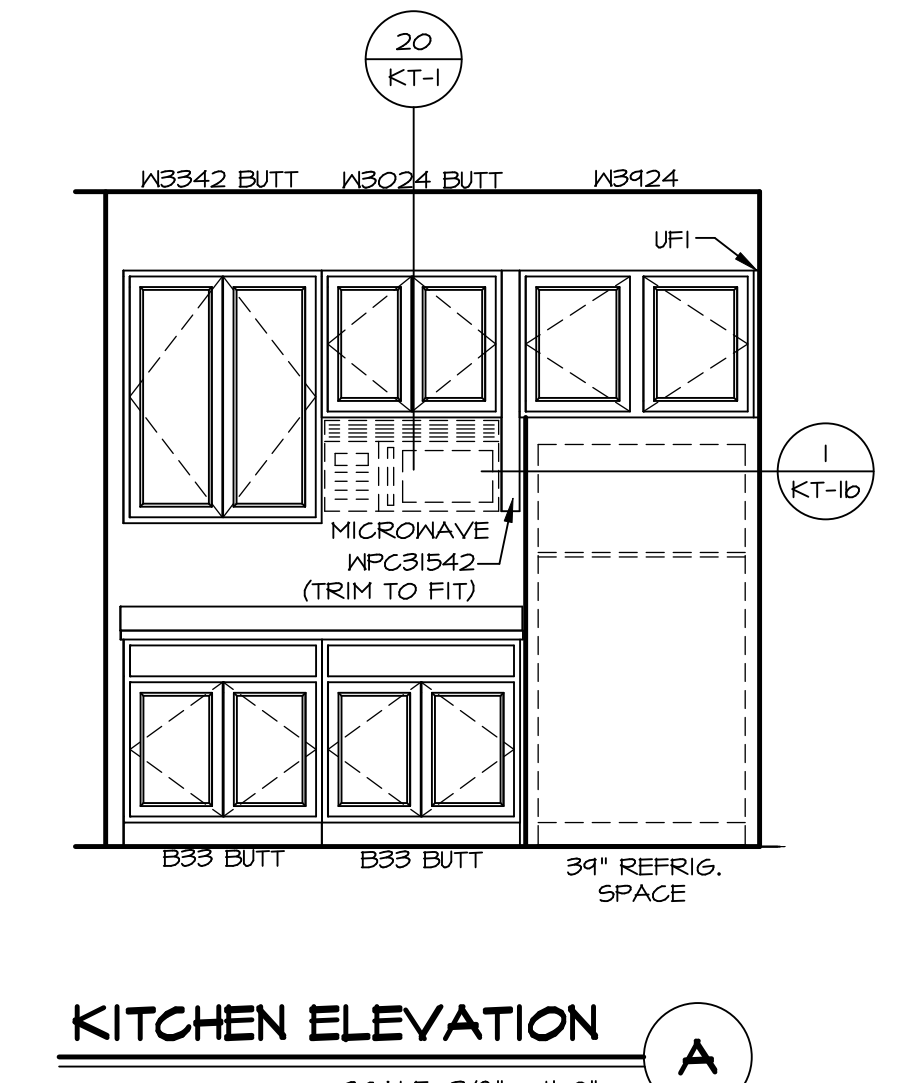 20
KT-1
W3342 BUTT
W3024 BUTT
W3924
UF1
1
KT-1b
MICROWAVE
WPC31542
(TRIM TO FIT)
B33 BUTT
B33 BUTT
39" REFRIG.
SPACE
KITCHEN ELEVATION
A